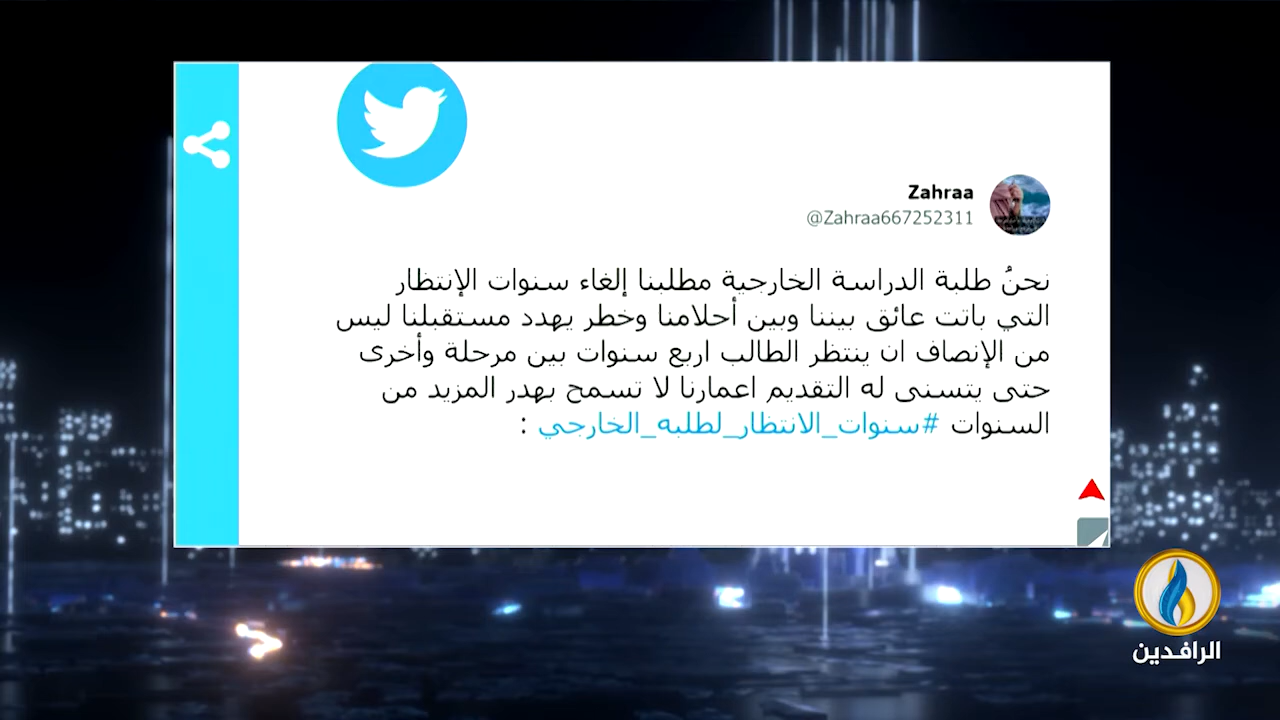 Zahraa
@Zahraa667252311
نحنُ طلبة الدراسة الخارجية مطلبنا إلغاء سنوات الإنتظار
التي باتت عائق بيننا وبين أحلامنا وخطر يهدد مستقبلنا ليس
من الإنصاف ان ينتظر الطالب اربع سنوات بين مرحلة وأخرى
حتى يتسنى له التقديم اعمارنا لا تسمح بهدر المزيد من
السنوات #سنوات_الانتظار_لطلبه_الخارجي :
الرافدين